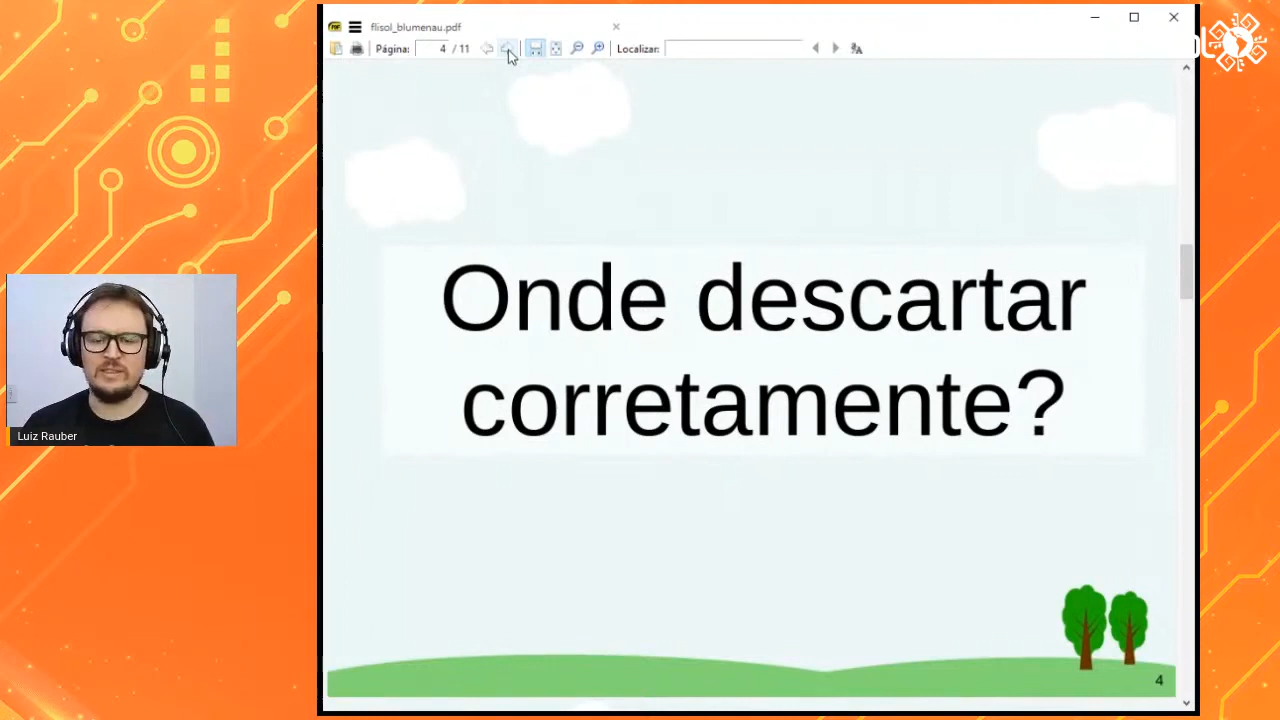 flisol_blumenau.pdf
Página: 4 / 11 Localizar:
Onde descartar
corretamente?
Luiz Rauber
4